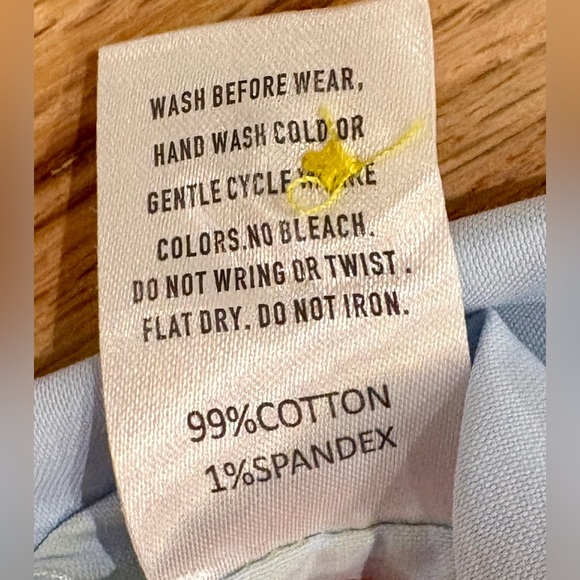 WASH BEFORE WEAR,
HAND WASH COLD OR
GENTLE CYCLE
COLORS.NO BLEACH.
DO NOT WRING OR TWIST.
FLAT DRY. DO NOT IRON.
99%COTTON
1%SPANDEX